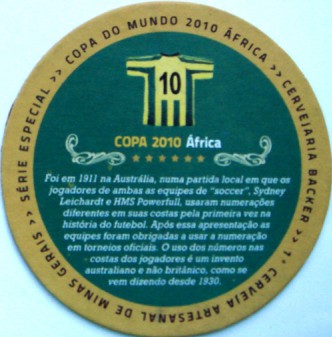 SÉRIE ESPECIAL >> COPA DO MUNDO 2010 ÁFRICA >> CERVEJARIA BACKER >> 1ª CERVEJA ARTESANAL DE MINAS GERAIS >>
10
COPA 2010 África
Foi em 1911 na Austrália, numa partida local em que os
jogadores de ambas as equipes de "soccer", Sydney
Leichardt e HMS Powerfull, usaram numerações
diferentes em suas costas pela primeira vez na
história do futebol. Após essa apresentação as
equipes foram obrigadas a usar a numeração
em torneios oficiais. O uso dos números nas
costas dos jogadores é um invento
australiano e não britânico, como se
vem dizendo desde 1930.